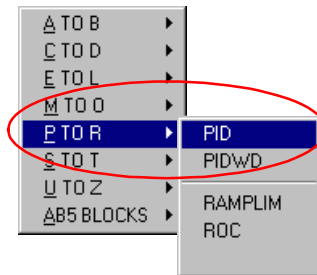 A TO B
C TO D
E TO L
M TO O
P TO R
S TO T
U TO Z
AB5 BLOCKS
PID
PIDWD
RAMPLIM
ROC